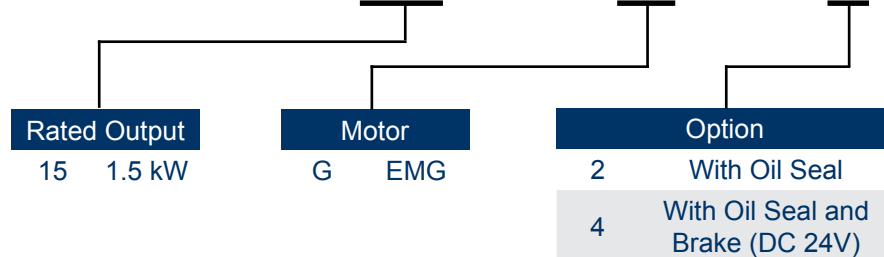 Rated Output
15 1.5 kW
Motor
G EMG
Option
2 With Oil Seal
4 With Oil Seal and
Brake (DC 24V)